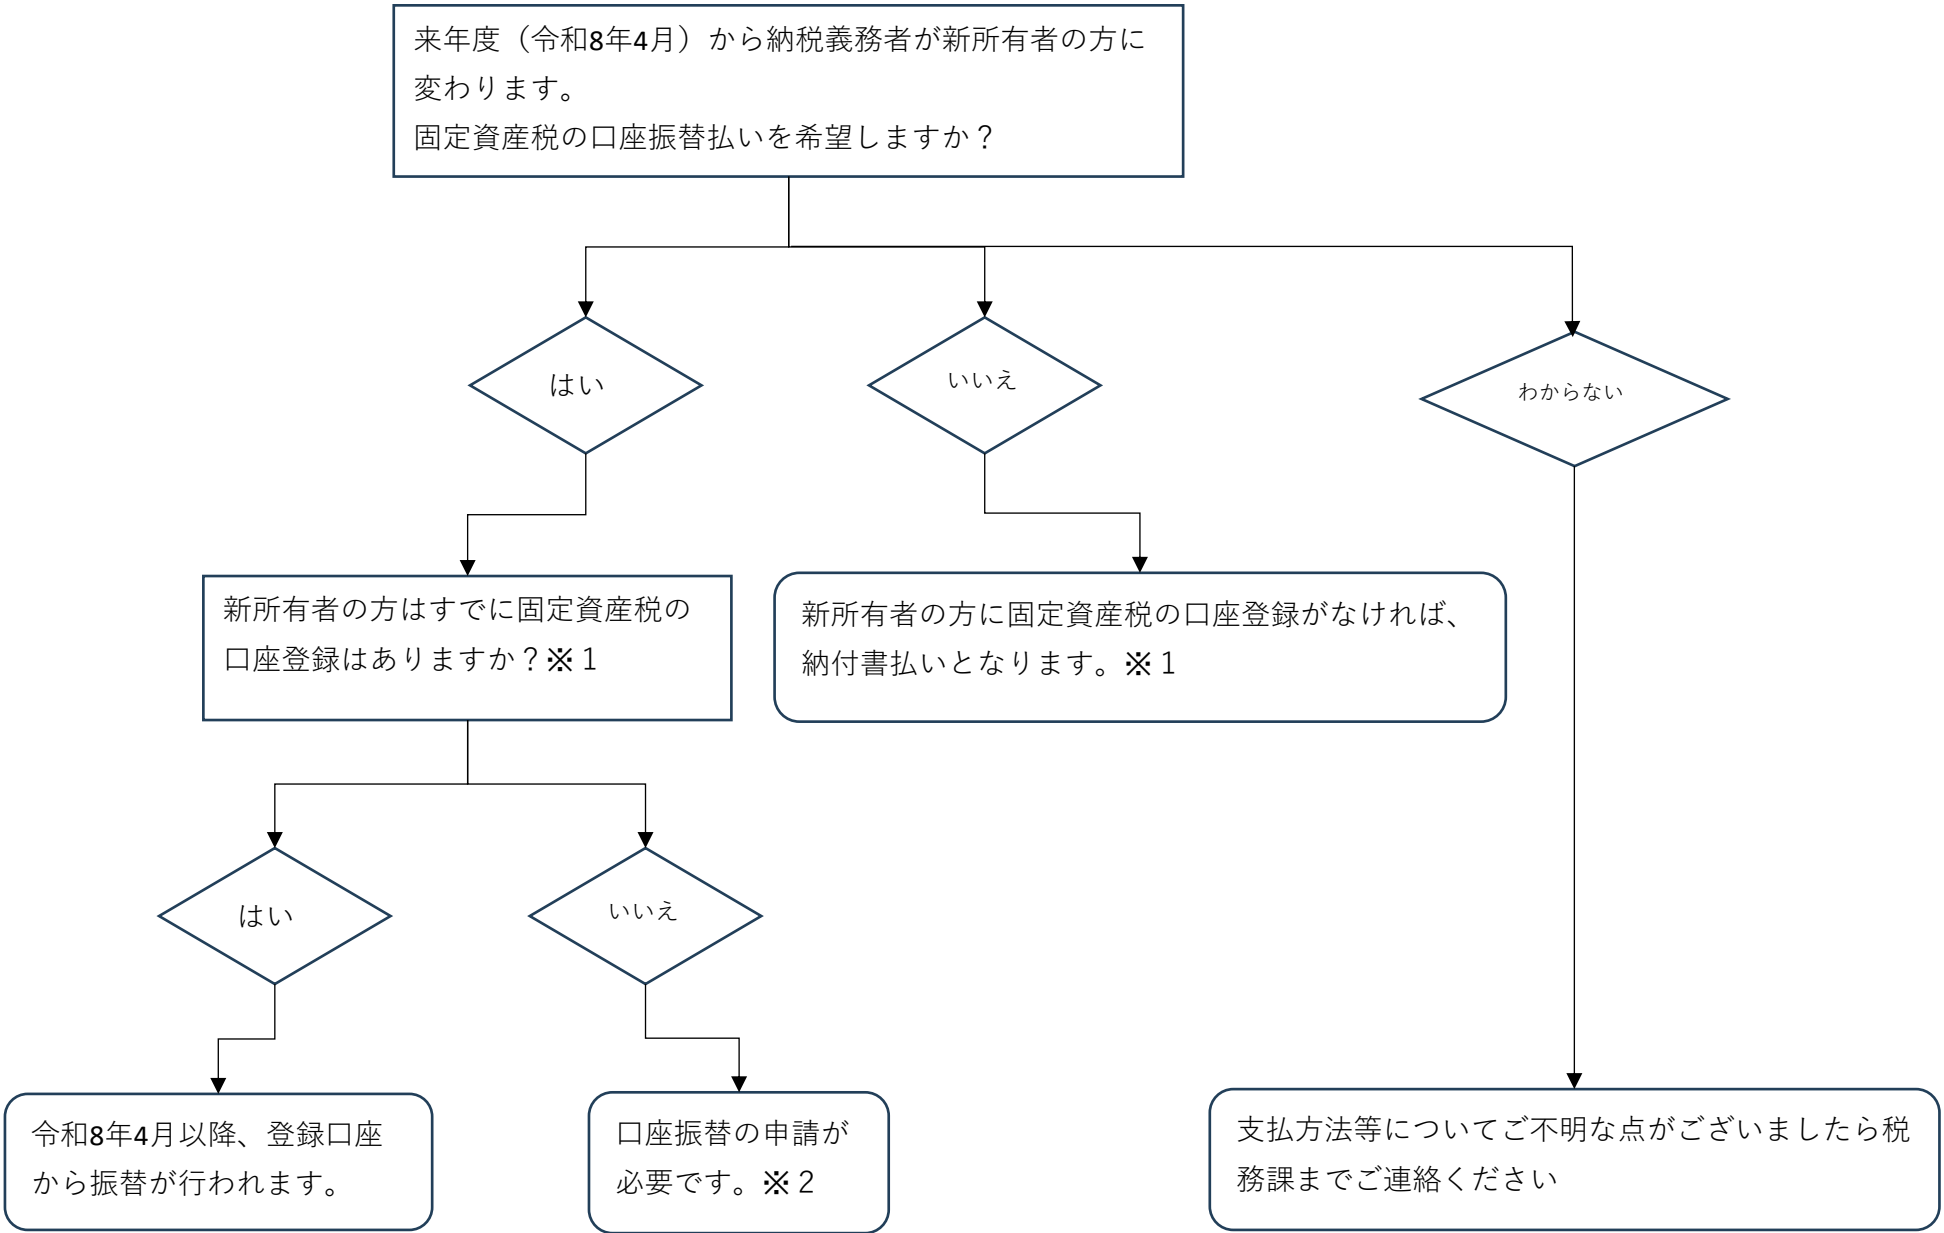 来年度（令和8年4月）から納税義務者が新所有者の方に
変わります。
固定資産税の口座振替払いを希望しますか？
はい
いいえ
わからない
新所有者の方はすでに固定資産税の
口座登録はありますか？※１
新所有者の方に固定資産税の口座登録がなければ、
納付書払いとなります。※１
はい
いいえ
令和8年4月以降、登録口座
から振替が行われます。
口座振替の申請が
必要です。※２
支払方法等についてご不明な点がございましたら税
務課までご連絡ください